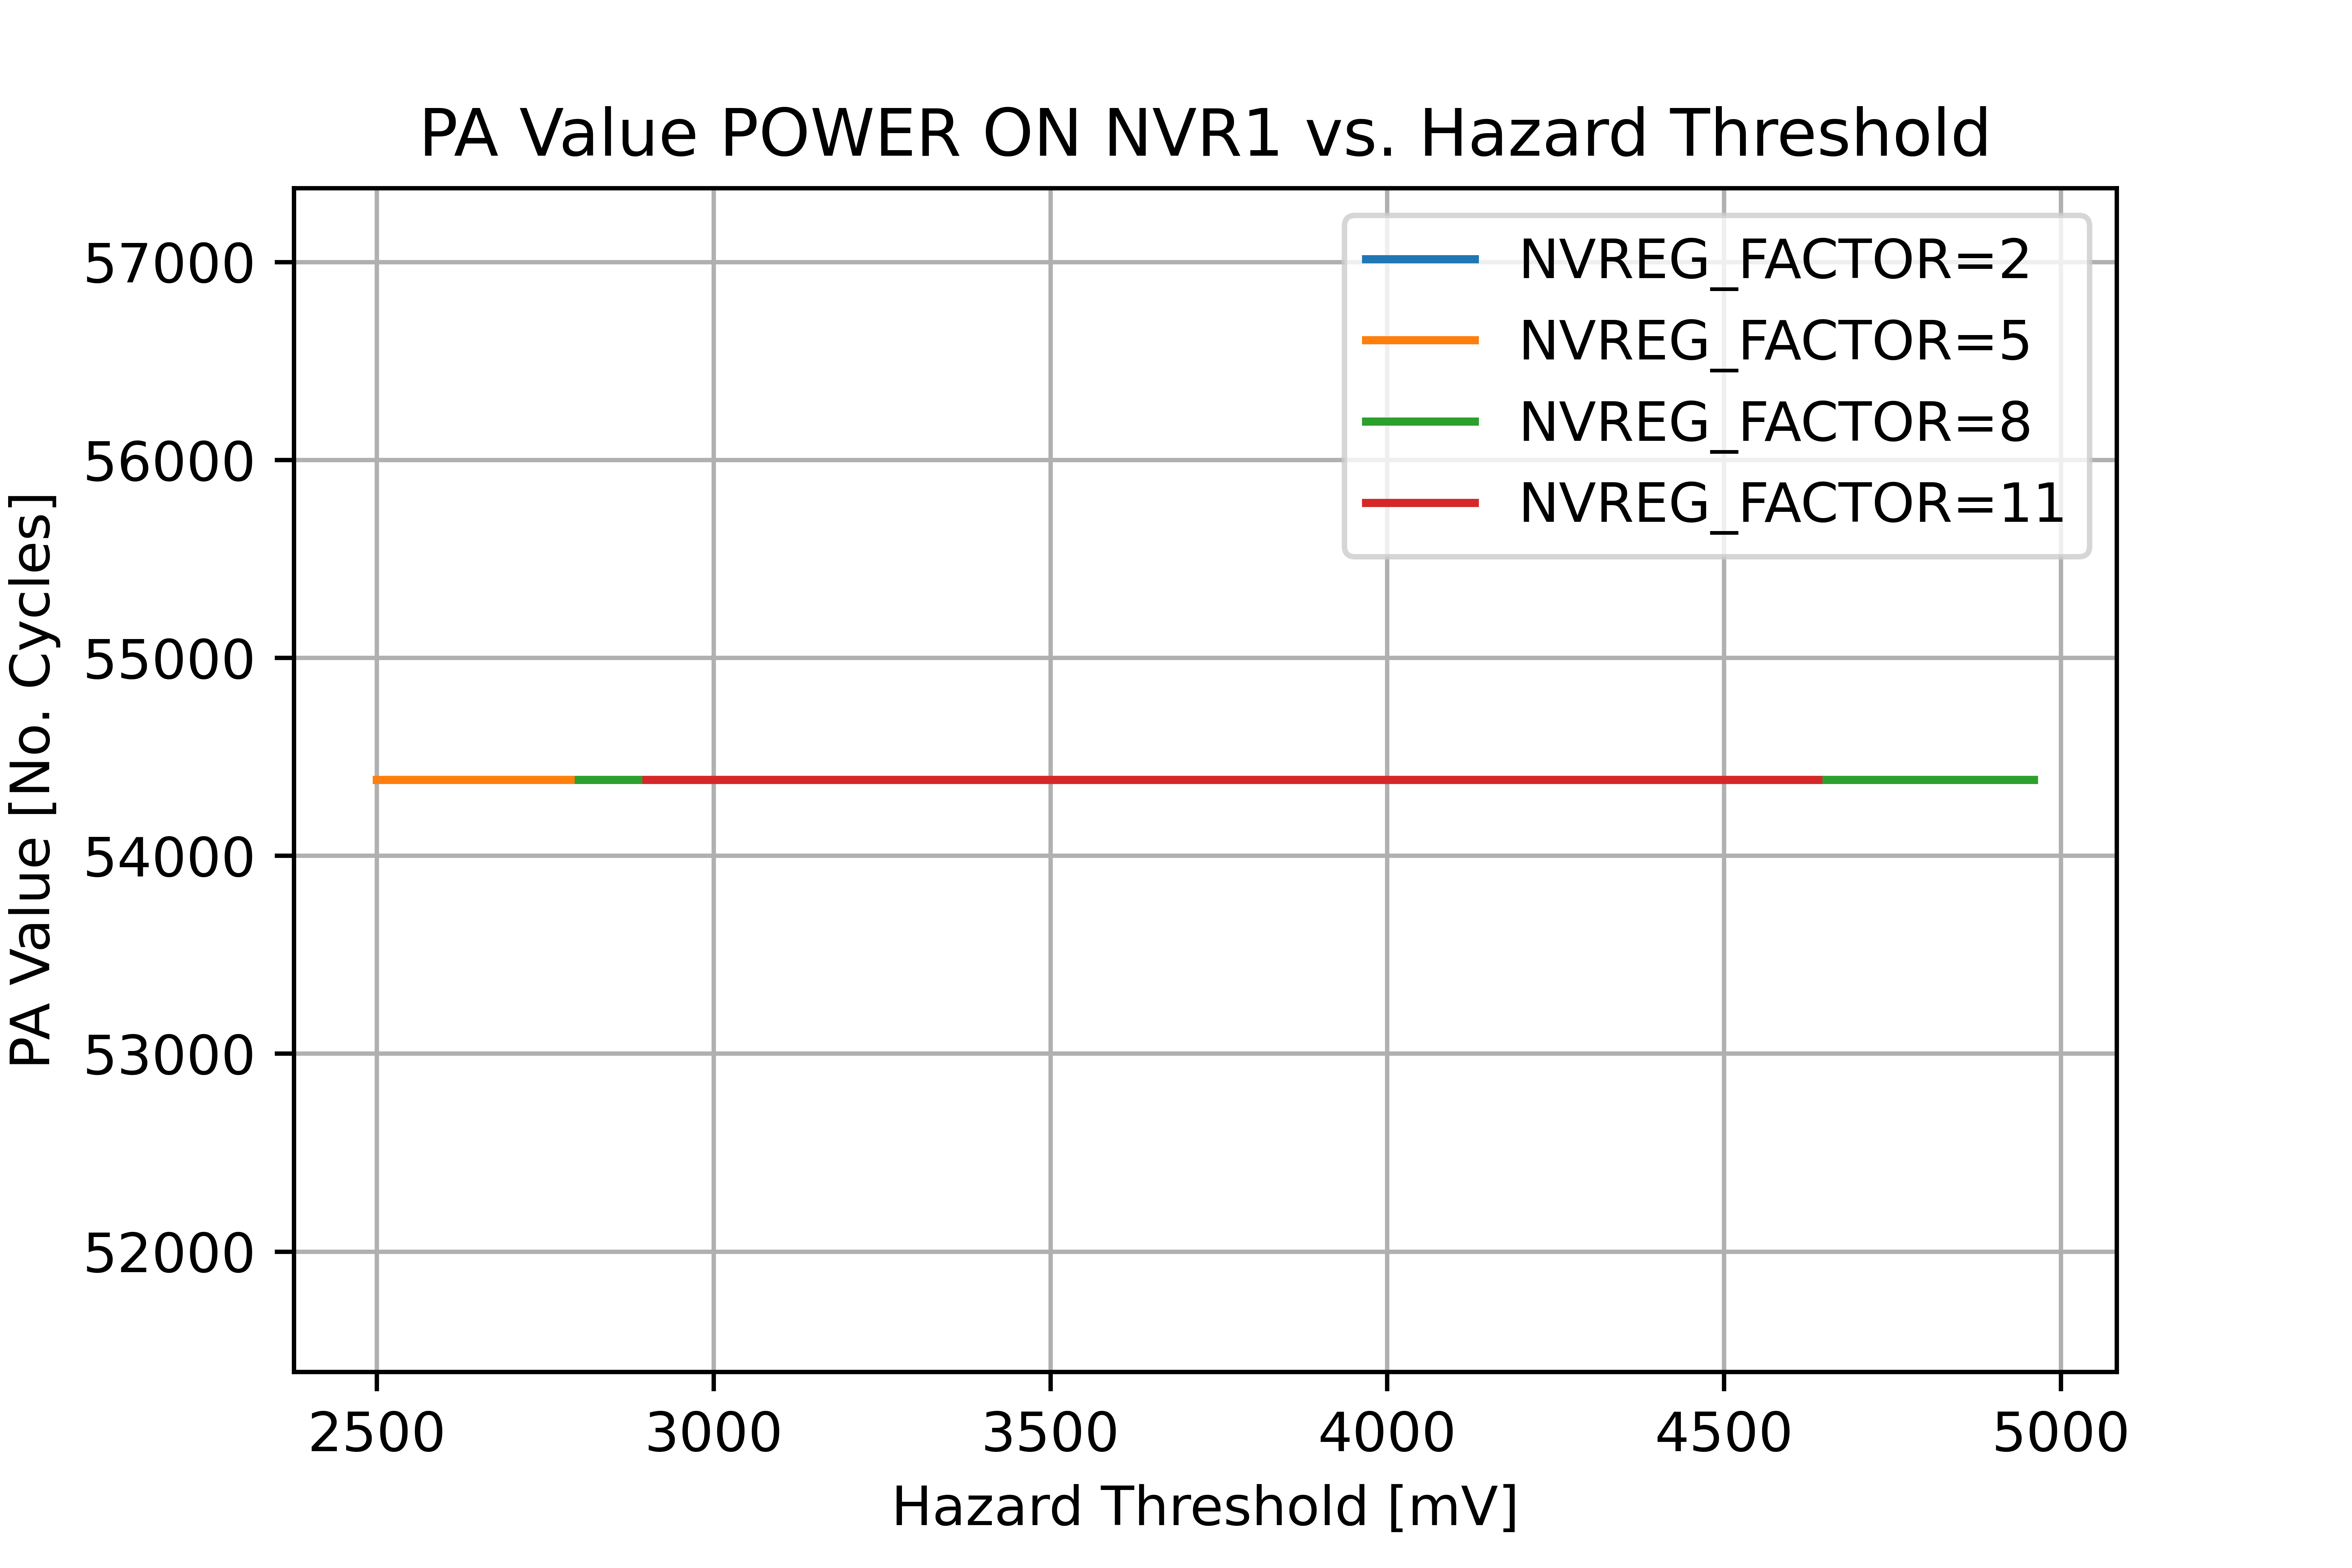 PA Value POWER ON NVR1 vs. Hazard Threshold
NVREG_FACTOR=2
NVREG_FACTOR=5
NVREG_FACTOR=8
NVREG_FACTOR=11
PA Value [No. Cycles]
57000
56000
55000
54000
53000
52000
2500 3000 3500 4000 4500 5000
Hazard Threshold [mV]